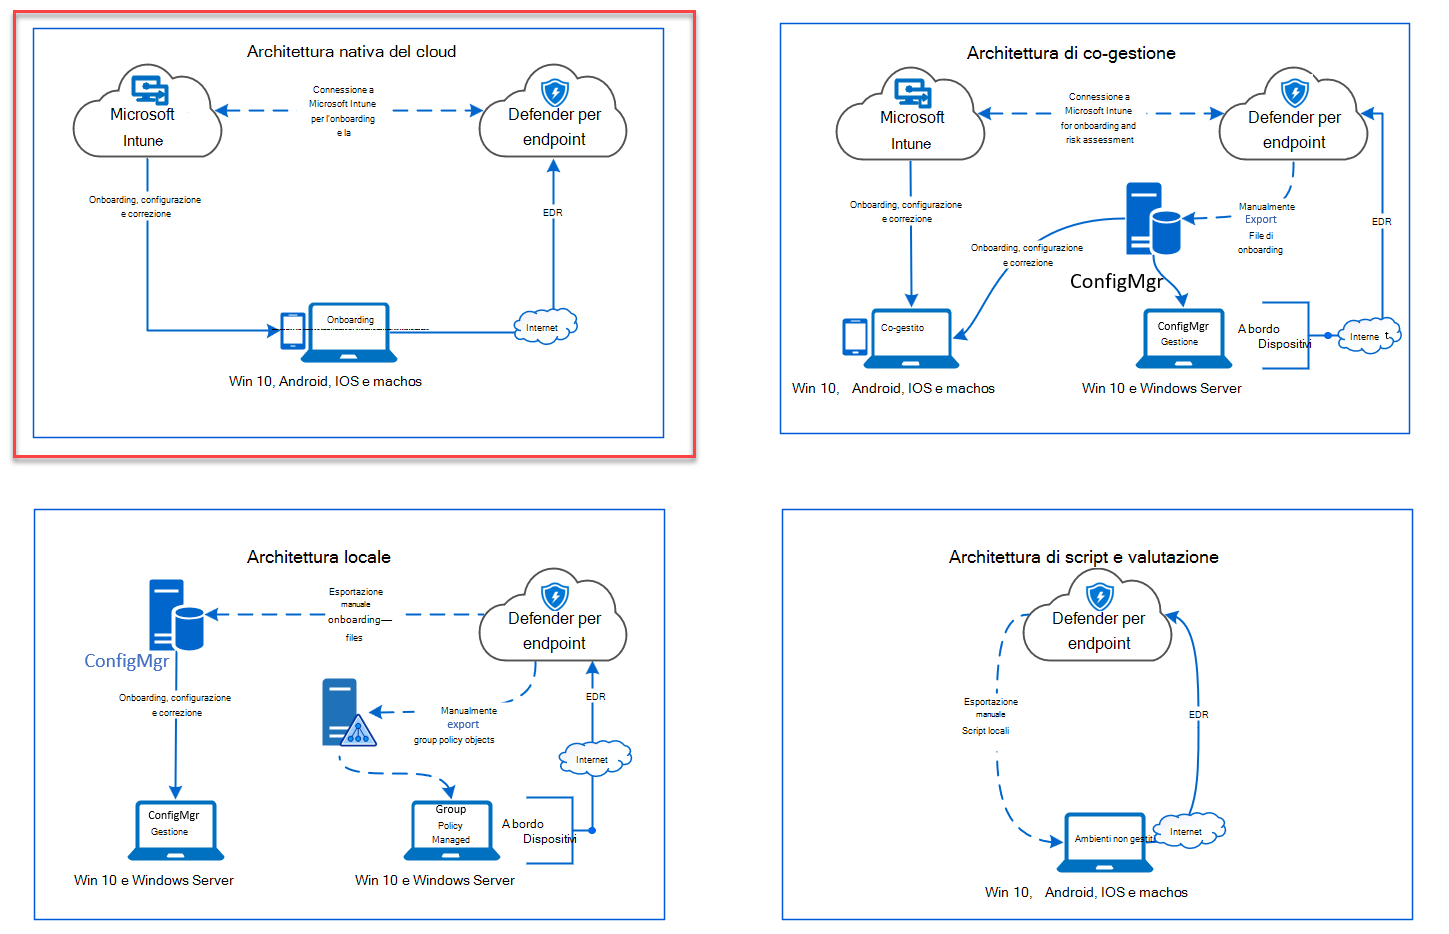 Architettura nativa del cloud
Microsoft
Intune
Connessione a
Microsoft Intune
per l'onboarding
e la
Defender per
endpoint
Onboarding, configurazione
e correzione
EDR
Onboarding
Internet
Win 10, Android, IOS e machos
Architettura di co-gestione
Microsoft
Intune
Connessione a
Microsoft Intune
for onboarding and
risk assessment
Defender per
endpoint
Onboarding, configurazione
e correzione
Manualmente
Export
File di
onboarding
EDR
Onboarding, configurazione
e correzione
ConfigMgr
Co-gestito
ConfigMgr
Gestione
A bordo
Dispositivi
Interne t.
Win 10, Android, IOS e machos
Win 10 e Windows Server
Architettura locale
Esportazione
manuale
onboarding—
files
Defender per
endpoint
ConfigMgr
Onboarding, configurazione
e correzione
Manualmente
export
group policy objects
EDR
Internet
ConfigMgr
Gestione
Group
Policy
Managed
A bordo
Dispositivi
Win 10 e Windows Server
Win 10 e Windows Server
Architettura di script e valutazione
Defender per
endpoint
Esportazione
manuale
Script locali
EDR
Ambienti non gestiti
Internet
Win 10, Android, IOS e machos